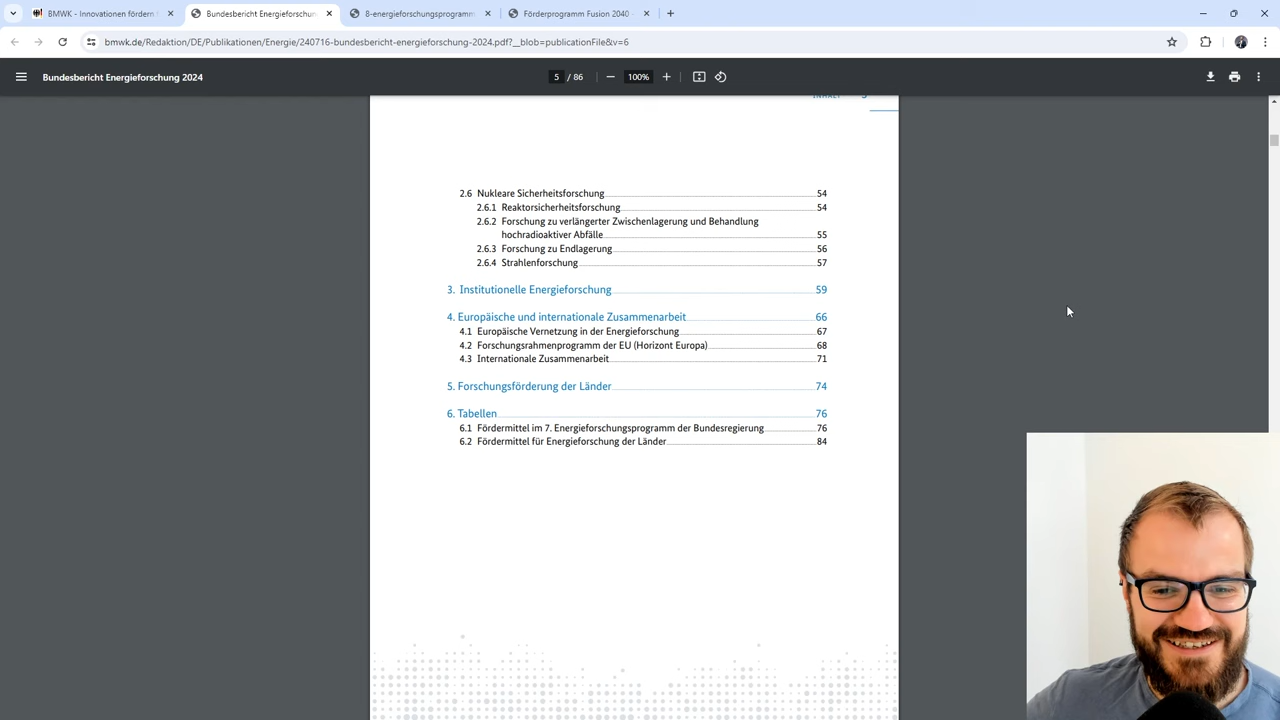 BMWK - Innovationen fördern
Bundesbericht Energieforschun
8-energieforschungsprogramm
Förderprogramm Fusion 2040 -
bmwk.de/Redaktion/DE/Publikationen/Energie/240716-bundesbericht-energieforschung-2024.pdf?__blob=publicationFile&v=6
Bundesbericht Energieforschung 2024
5 / 86
100%
2.6 Nukleare Sicherheitsforschung 54
2.6.1 Reaktorsicherheitsforschung 54
2.6.2 Forschung zu verlängerter Zwischenlagerung und Behandlung
hochradioaktiver Abfälle 55
2.6.3 Forschung zu Endlagerung 56
2.6.4 Strahlenforschung 57
3. Institutionelle Energieforschung 59
4. Europäische und internationale Zusammenarbeit 66
4.1 Europäische Vernetzung in der Energieforschung 67
4.2 Forschungsrahmenprogramm der EU (Horizont Europa) 68
4.3 Internationale Zusammenarbeit 71
5. Forschungsförderung der Länder 74
6. Tabellen 76
6.1 Fördermittel im 7. Energieforschungsprogramm der Bundesregierung 76
6.2 Fördermittel für Energieforschung der Länder 84